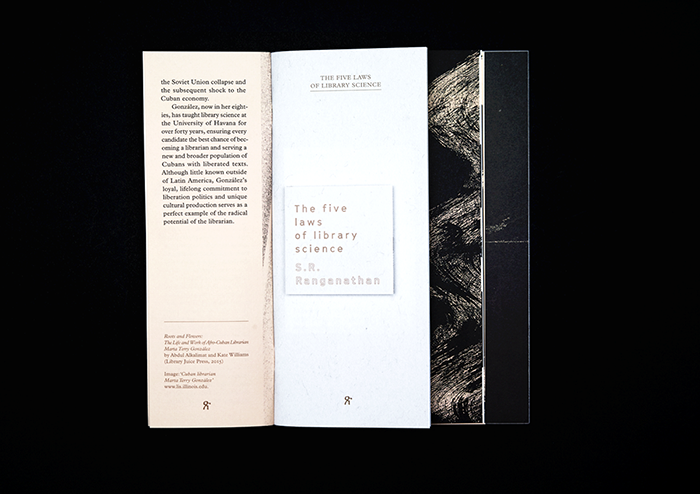 the Soviet Union collapse and
the subsequent shock to the
Cuban economy.
González, now in her eight-
ies, has taught library science at
the University of Havana for
over forty years, ensuring every
candidate the best chance of be-
coming a librarian and serving a
new and broader population of
Cubans with liberated texts.
Although little known outside
of Latin America, González's
loyal, lifelong commitment to
liberation politics and unique
cultural production serves as a
perfect example of the radical
potential of the librarian.
Roots and Flowers:
The Life and Work of Afro-Cuban Librarian
Marta Terry González
by Abdul Alkalimat and Kate Williams
(Library Juice Press, 2015)
Image: 'Cuban librarian
Marta Terry González'
www.lis.illinois.edu
THE FIVE LAWS
OF LIBRARY SCIENCE
The five
laws
of library
science
S.R.
Ranganathan